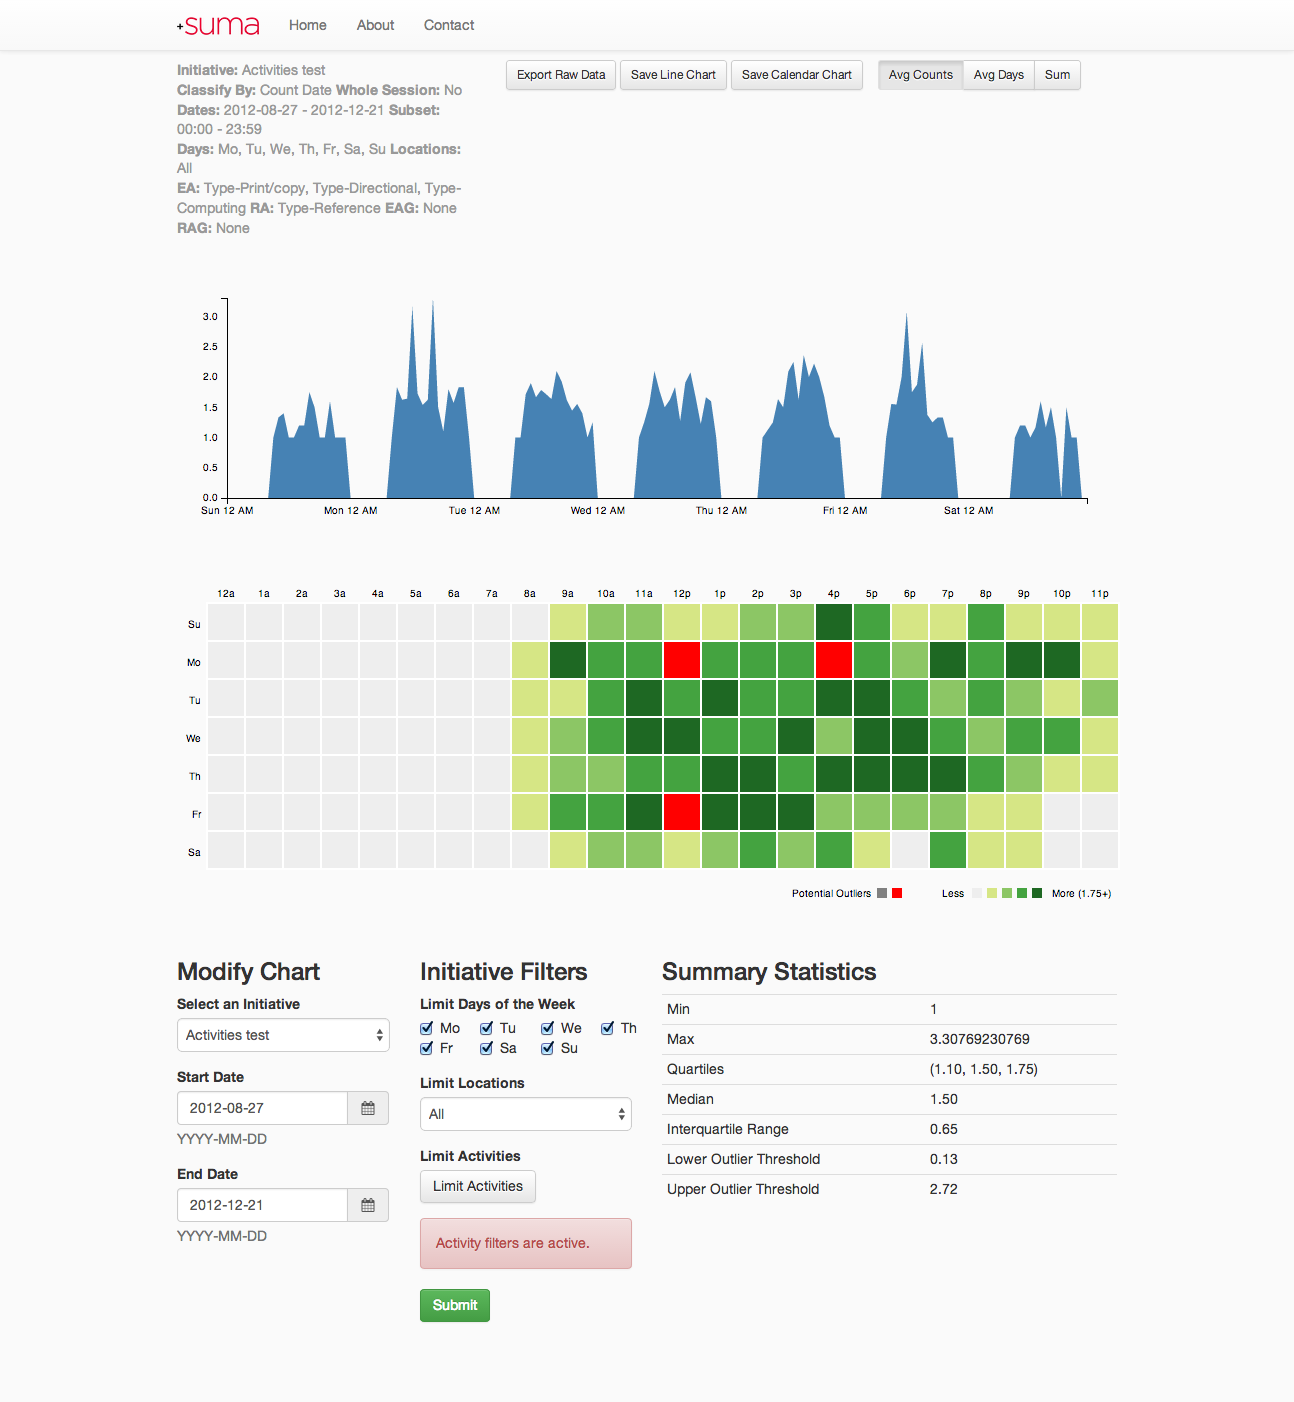 +suma Home About Contact
Initiative: Activities test
Classify By: Count Date Whole Session: No
Dates: 2012-08-27 - 2012-12-21 Subset:
00:00 - 23:59
Days: Mo, Tu, We, Th, Fr, Sa, Su Locations:
All
EA: Type-Print/copy, Type-Directional, Type-
Computing RA: Type-Reference EAG: None
RAG: None
Export Raw Data Save Line Chart Save Calendar Chart Avg Counts Avg Days Sum
3.0
2.5
2.0
1.5
1.0
0.5
0.0
Sun 12 AM Mon 12 AM Tue 12 AM Wed 12 AM Thu 12 AM Fri 12 AM Sat 12 AM
12a 1a 2a 3a 4a 5a 6a 7a 8a 9a 10a 11a 12p 1p 2p 3p 4p 5p 6p 7p 8p 9p 10p 11p
Su
Mo
Tu
We
Th
Fr
Sa
Potential Outliers Less More (1.75+)
Modify Chart
Select an Initiative
Activities test
Start Date
2012-08-27
YYYY-MM-DD
End Date
2012-12-21
YYYY-MM-DD
Initiative Filters
Limit Days of the Week
Mo Tu We Th
Fr Sa Su
Limit Locations
All
Limit Activities
Limit Activities
Activity filters are active.
Submit
Summary Statistics
Min 1
Max 3.30769230769
Quartiles (1.10, 1.50, 1.75)
Median 1.50
Interquartile Range 0.65
Lower Outlier Threshold 0.13
Upper Outlier Threshold 2.72